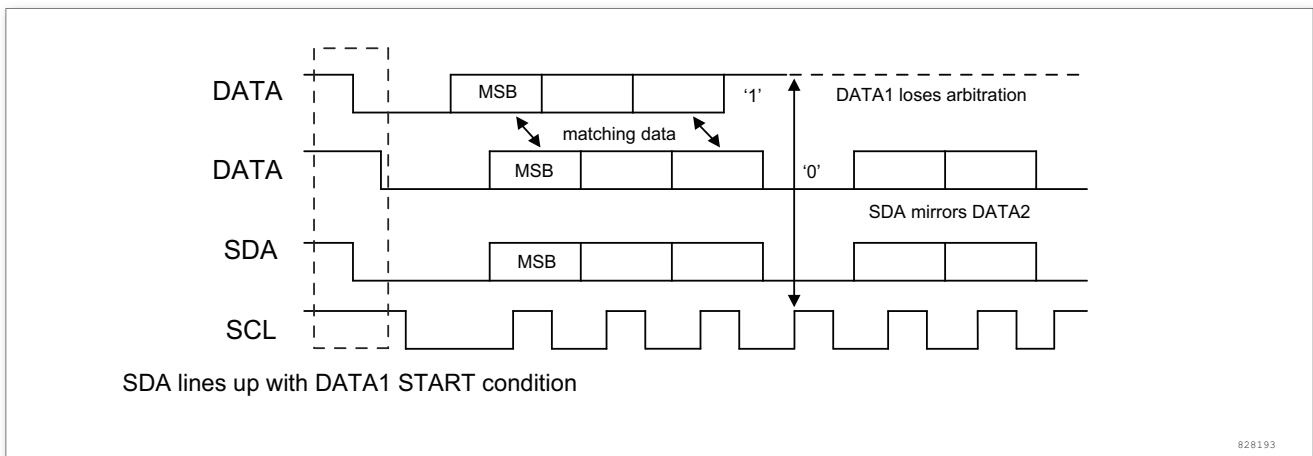 DATA
MSB
‘1’
DATA1 loses arbitration
matching data
DATA
MSB
‘0’
SDA mirrors DATA2
SDA
MSB
SCL
SDA lines up with DATA1 START condition
828193